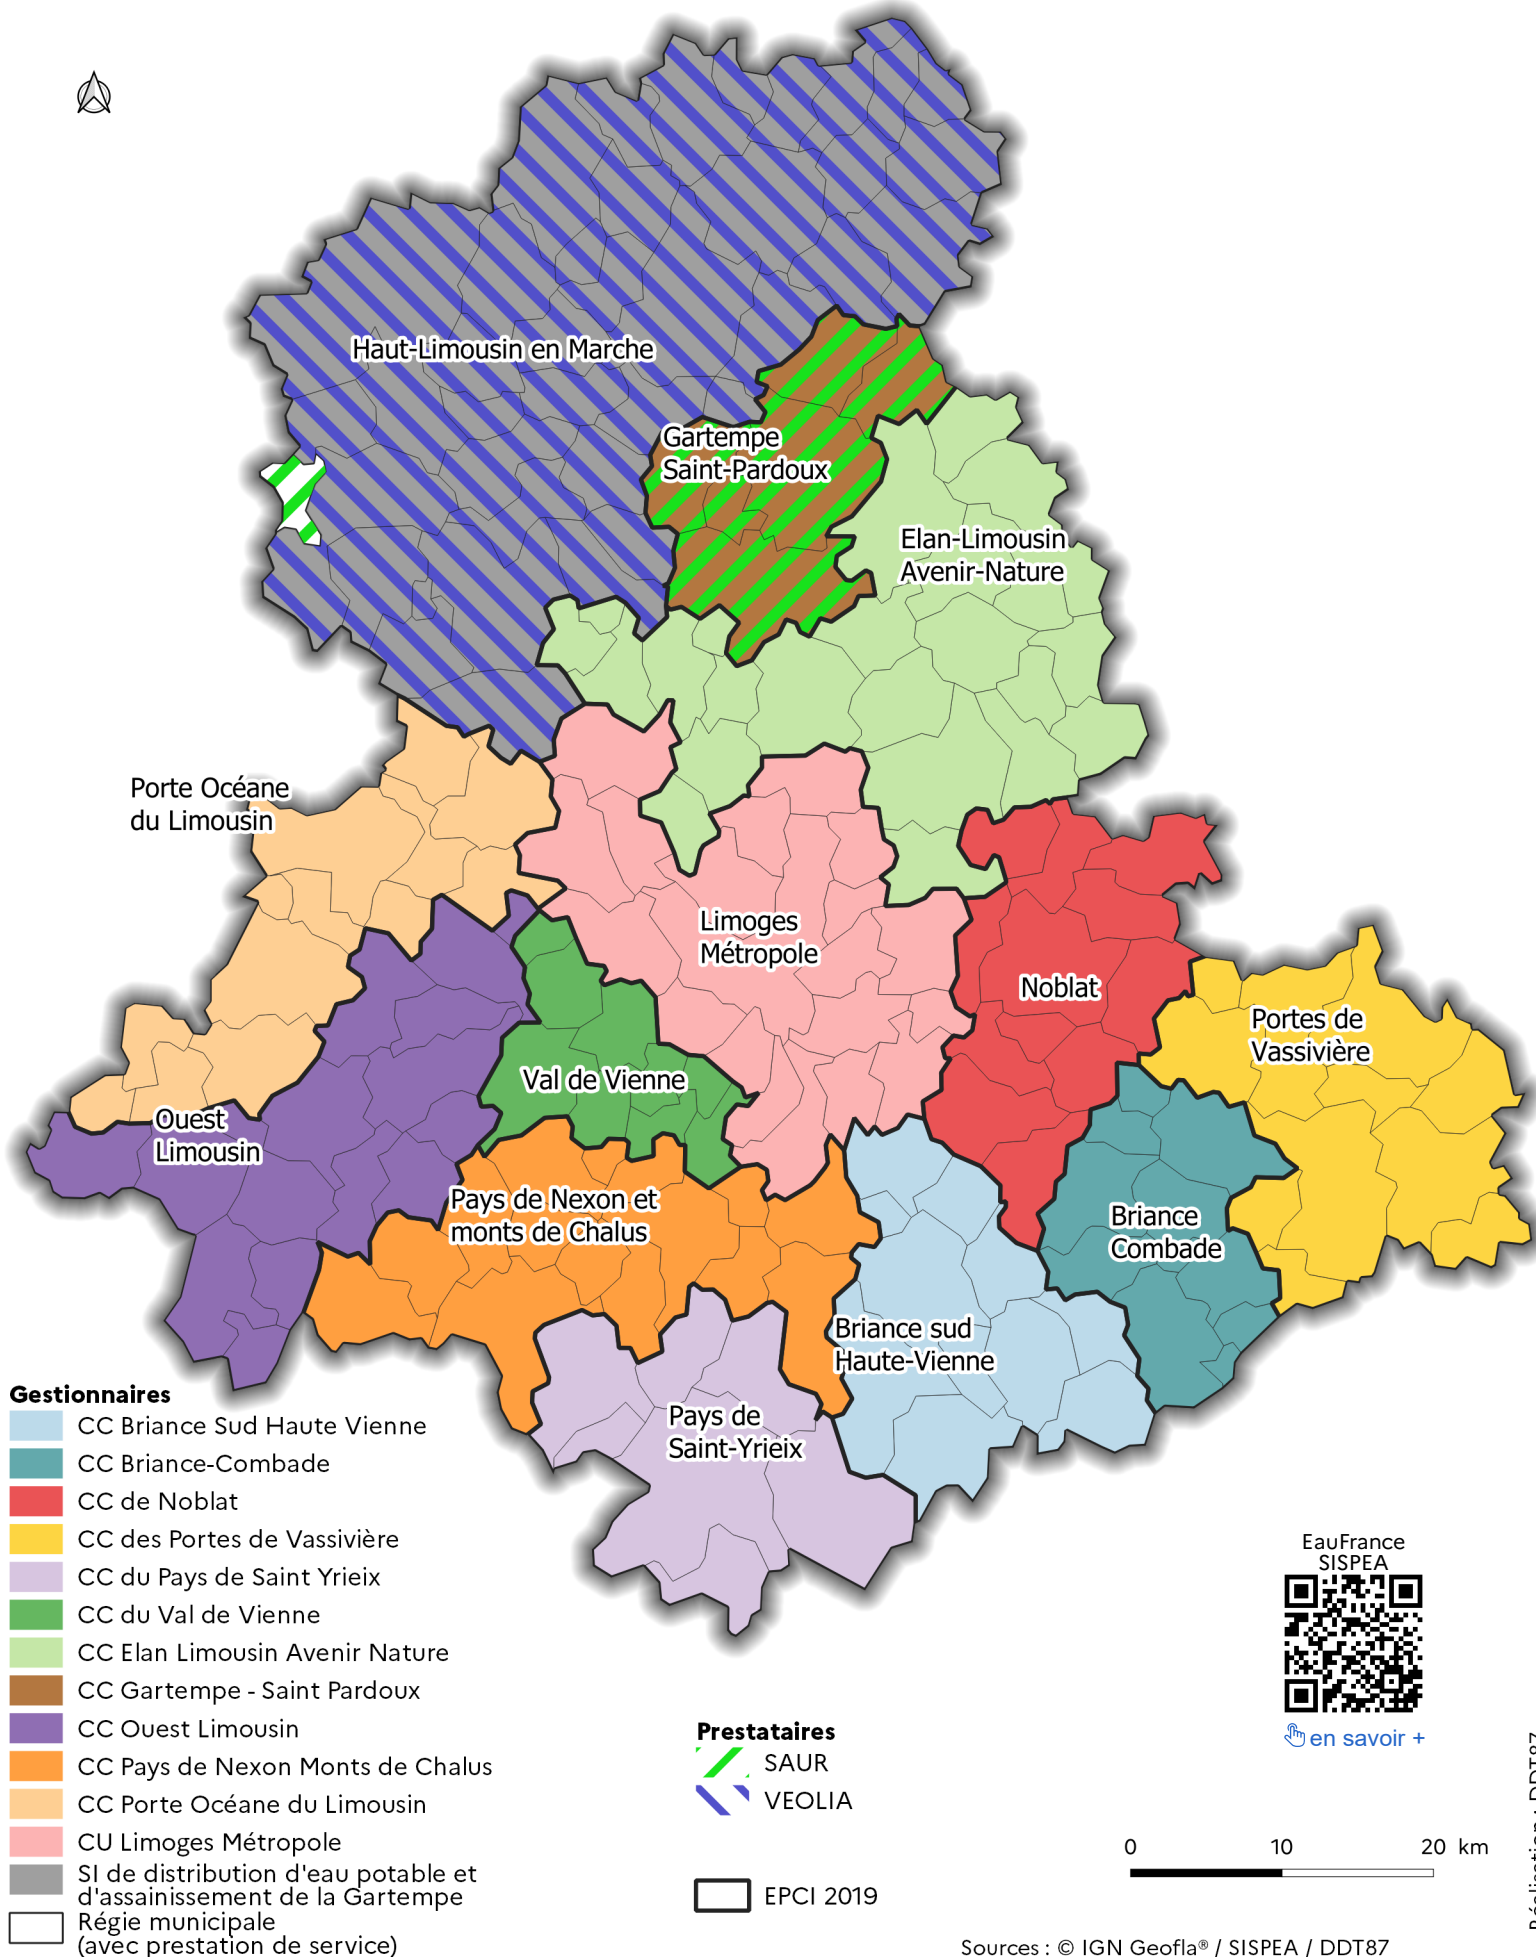 Haut-Limousin en Marche
Gartempe
Saint-Pardoux
Elan-Limousin
Avenir-Nature
Porte Océane
du Limousin
Limoges
Métropole
Noblat
Portes de
Vassivière
Val de Vienne
Ouest
Limousin
Pays de Nexon et
monts de Chalus
Briance
Combade
Briance sud
Haute-Vienne
Pays de
Saint-Yrieix
Gestionnaires
CC Briance Sud Haute Vienne
CC Briance-Combade
CC de Noblat
CC des Portes de Vassivière
CC du Pays de Saint Yrieix
CC du Val de Vienne
CC Elan Limousin Avenir Nature
CC Gartempe - Saint Pardoux
CC Ouest Limousin
CC Pays de Nexon Monts de Chalus
CC Porte Océane du Limousin
CU Limoges Métropole
SI de distribution d'eau potable et
d'assainissement de la Gartempe
Régie municipale
(avec prestation de service)
Prestataires
SAUR
VEOLIA
EPCI 2019
EauFrance
SISPEA
en savoir +
0 10 20 km
Sources : © IGN Geofla® / SISPEA / DDT87
Réalisation : DDT87